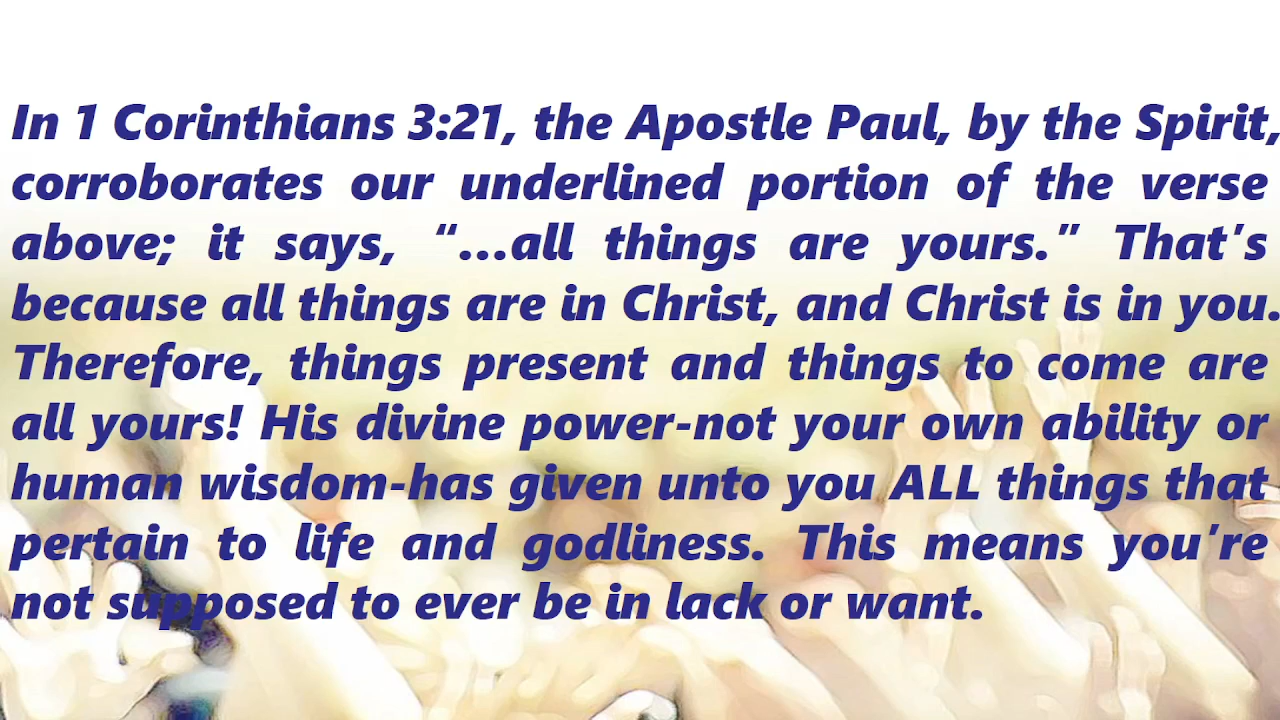 In 1 Corinthians 3:21, the Apostle Paul, by the Spirit,
corroborates our underlined portion of the verse
above; it says, “...all things are yours.” That’s
because all things are in Christ, and Christ is in you.
Therefore, things present and things to come are
all yours! His divine power-not your own ability or
human wisdom-has given unto you ALL things that
pertain to life and godliness. This means you’re
not supposed to ever be in lack or want.